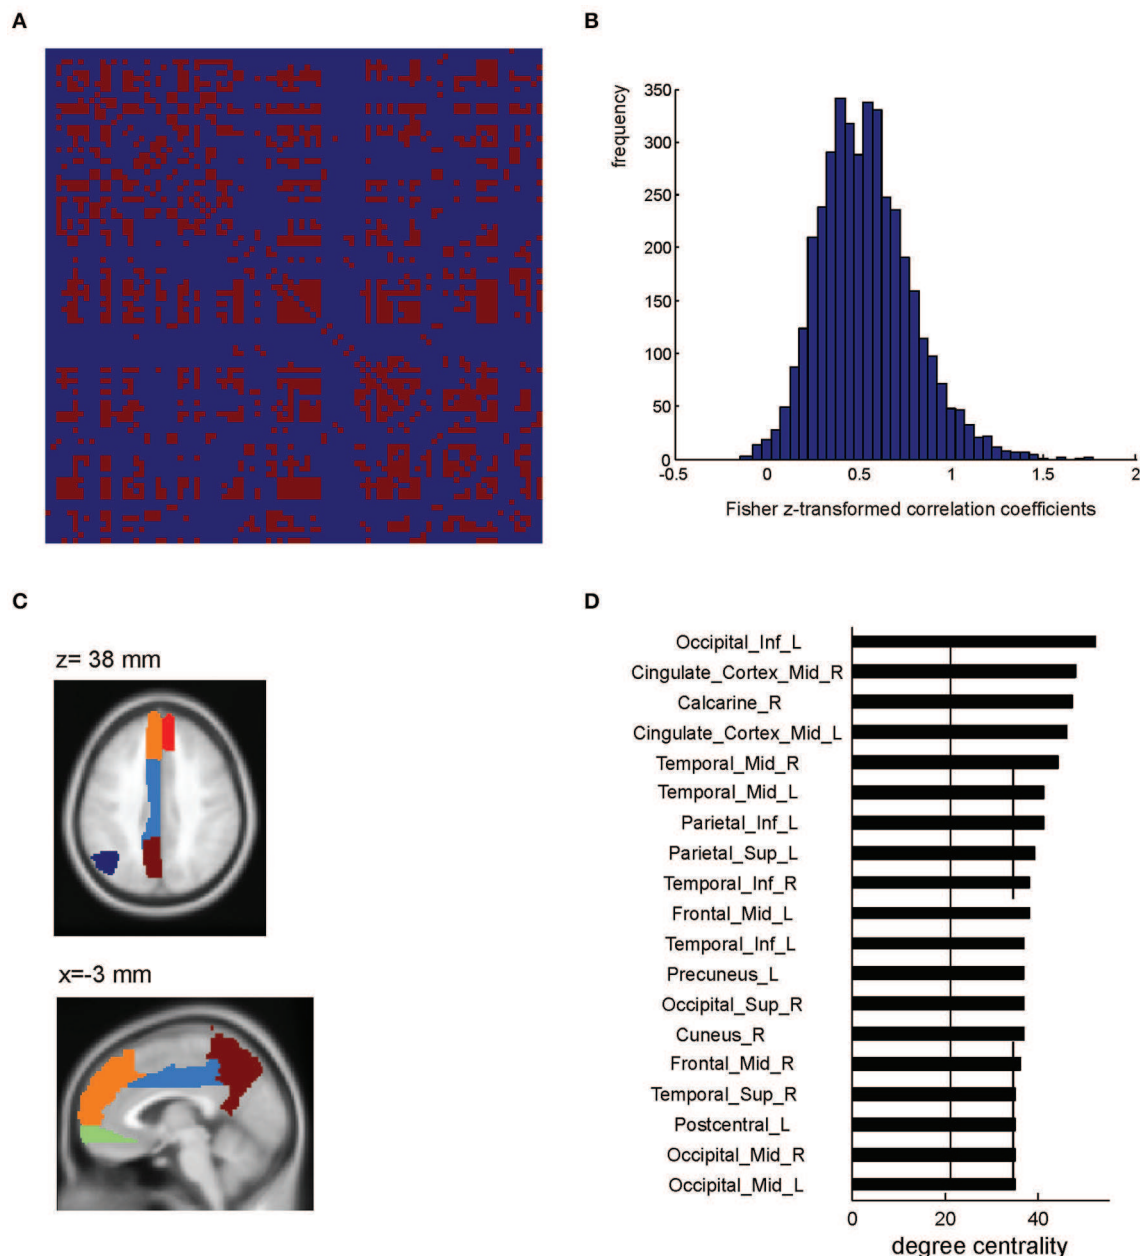 A
B
350
300
250
200
150
100
50
0
frequency
-0.5
0
0.5
1
1.5
2
Fisher z-transformed correlation coefficients
C
z= 38 mm
x=-3 mm
D
Occipital_Inf_L
Cingulate_Cortex_Mid_R
Calcarine_R
Cingulate_Cortex_Mid_L
Temporal_Mid_R
Temporal_Mid_L
Parietal_Inf_L
Parietal_Sup_L
Temporal_Inf_R
Frontal_Mid_L
Temporal_Inf_L
Precuneus_L
Occipital_Sup_R
Cuneus_R
Frontal_Mid_R
Temporal_Sup_R
Postcentral_L
Occipital_Mid_R
Occipital_Mid_L
0
20
40
degree centrality